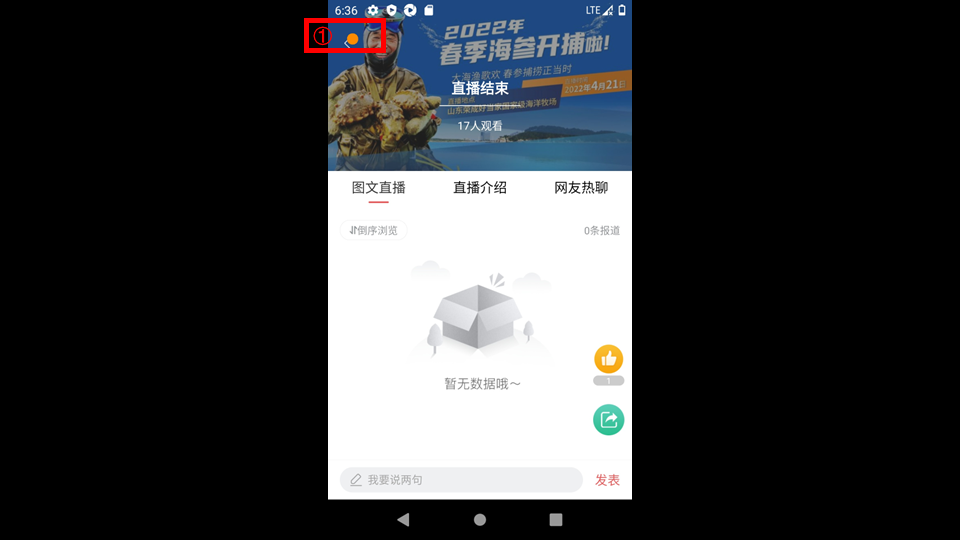 6:36
LTE
①
2022年
春季海参开捕啦!
大海渔歌欢 春参捕捞正当时
直播结束
2022年4月21日
直播地点
山东荣成好当家国家级海洋牧场
17人观看
图文直播
直播介绍
网友热聊
倒序浏览
0条报道
暂无数据哦～
1
我要说两句
发表